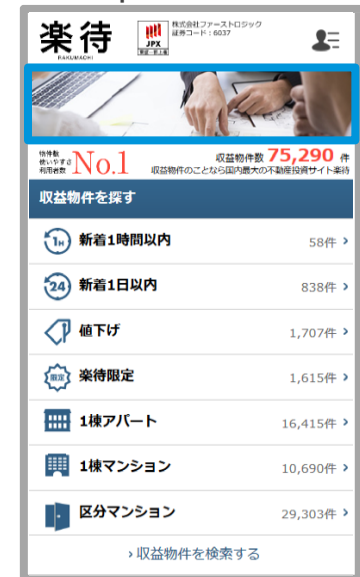 楽待
RAKUMACHI
JPX
株式会社ファーストロジック
証券コード：6037
物件数
使いやすさ
利用者数
No.1
収益物件数 75,290 件
収益物件のことなら国内最大の不動産投資サイト楽待
収益物件を探す
1H 新着1時間以内 58件
24 新着1日以内 838件
値下げ 1,707件
限定 楽待限定 1,615件
1棟アパート 16,415件
1棟マンション 10,690件
区分マンション 29,303件
›収益物件を検索する